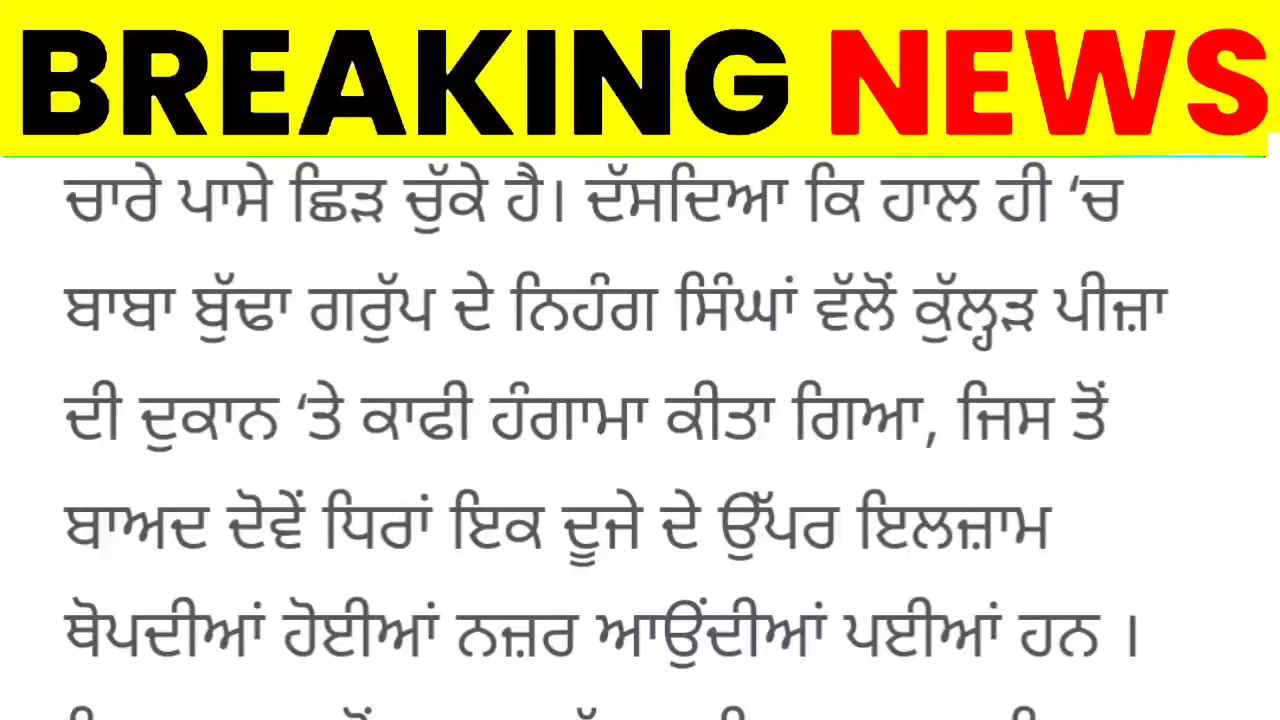 BREAKING NEWS
ਚਾਰੇ ਪਾਸੇ ਛਿੜ ਚੁੱਕੇ ਹੈ। ਦੱਸਦਿਆ ਕਿ ਹਾਲ ਹੀ ‘ਚ
ਬਾਬਾ ਬੁੱਢਾ ਗਰੁੱਪ ਦੇ ਨਿਹੰਗ ਸਿੰਘਾਂ ਵੱਲੋਂ ਕੁੱਲ੍ਹੜ ਪੀਜ਼ਾ
ਦੀ ਦੁਕਾਨ ‘ਤੇ ਕਾਫੀ ਹੰਗਾਮਾ ਕੀਤਾ ਗਿਆ, ਜਿਸ ਤੋਂ
ਬਾਅਦ ਦੋਵੇਂ ਧਿਰਾਂ ਇਕ ਦੂਜੇ ਦੇ ਉੱਪਰ ਇਲਜ਼ਾਮ
ਥੋਪਦੀਆਂ ਹੋਈਆਂ ਨਜ਼ਰ ਆਉਂਦੀਆਂ ਪਈਆਂ ਹਨ ।